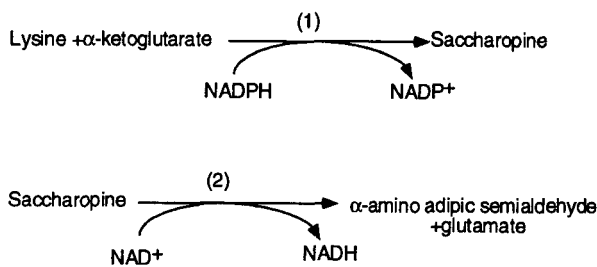 (1)
Lysine +α-ketoglutarate Saccharopine
NADPH NADP+
(2)
Saccharopine α-amino adipic semialdehyde
+glutamate
NAD+ NADH